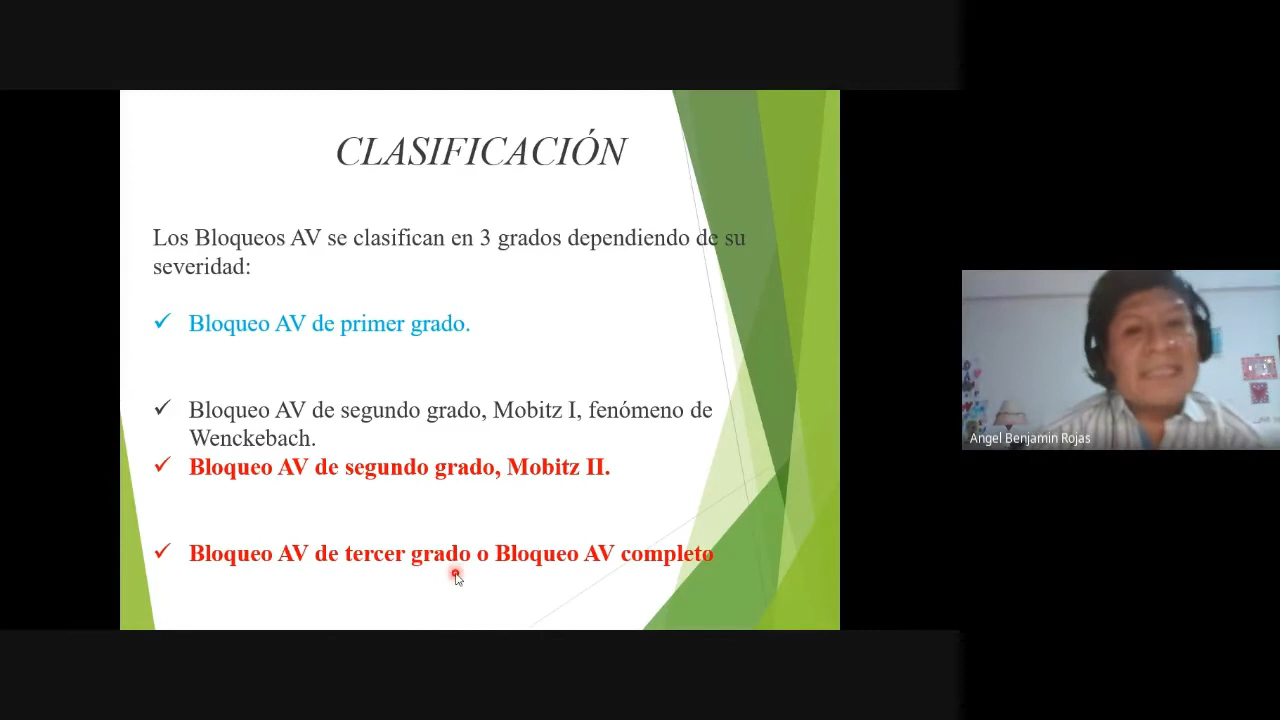 CLASIFICACIÓN
Los Bloqueos AV se clasifican en 3 grados dependiendo de su
severidad:
Bloqueo AV de primer grado.
Bloqueo AV de segundo grado, Mobitz I, fenómeno de
Wenckebach.
Bloqueo AV de segundo grado, Mobitz II.
Bloqueo AV de tercer grado o Bloqueo AV completo
Angel Benjamin Rojas